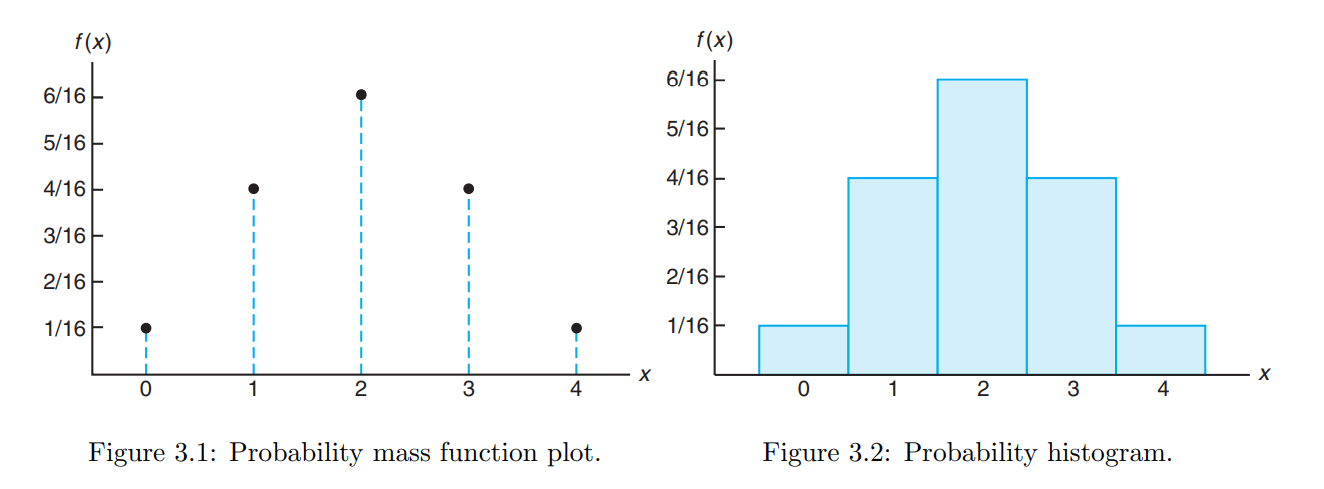 f(x)
6/16
5/16
4/16
3/16
2/16
1/16
0 1 2 3 4 x
Figure 3.1: Probability mass function plot.
f(x)
6/16
5/16
4/16
3/16
2/16
1/16
0 1 2 3 4 x
Figure 3.2: Probability histogram.